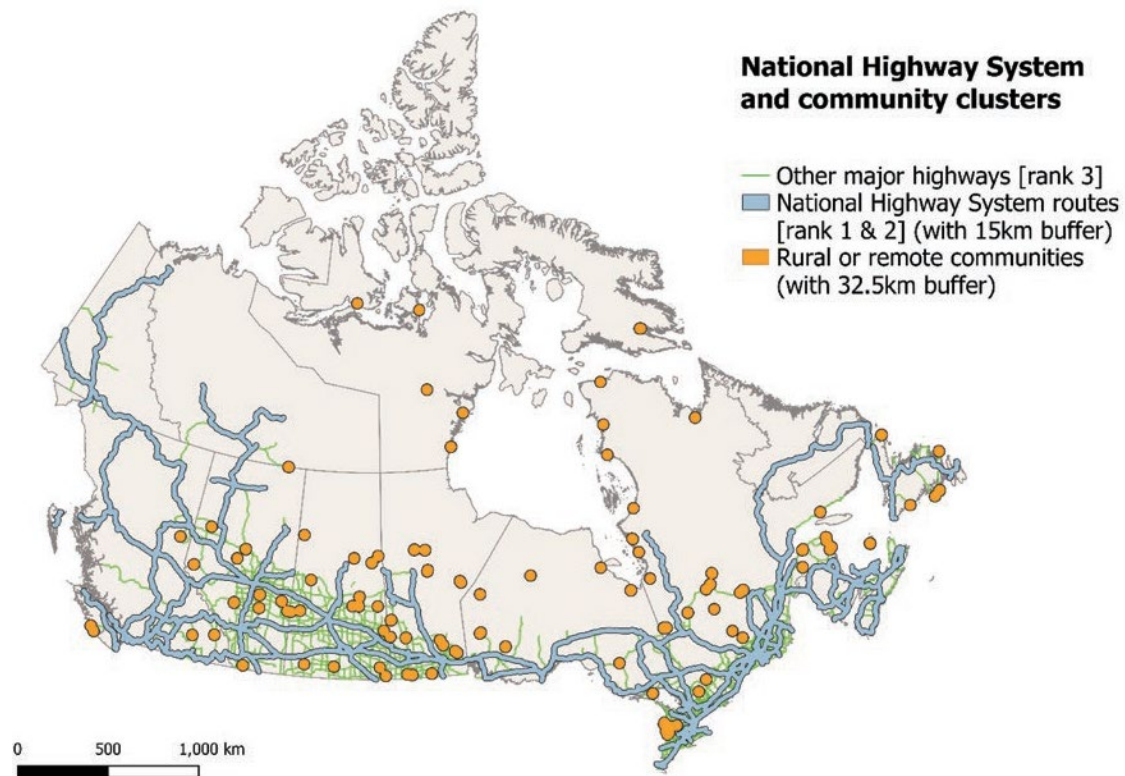 National Highway System
and community clusters
Other major highways [rank 3]
National Highway System routes
[rank 1 & 2] (with 15km buffer)
Rural or remote communities
(with 32.5km buffer)
0 500 1,000 km